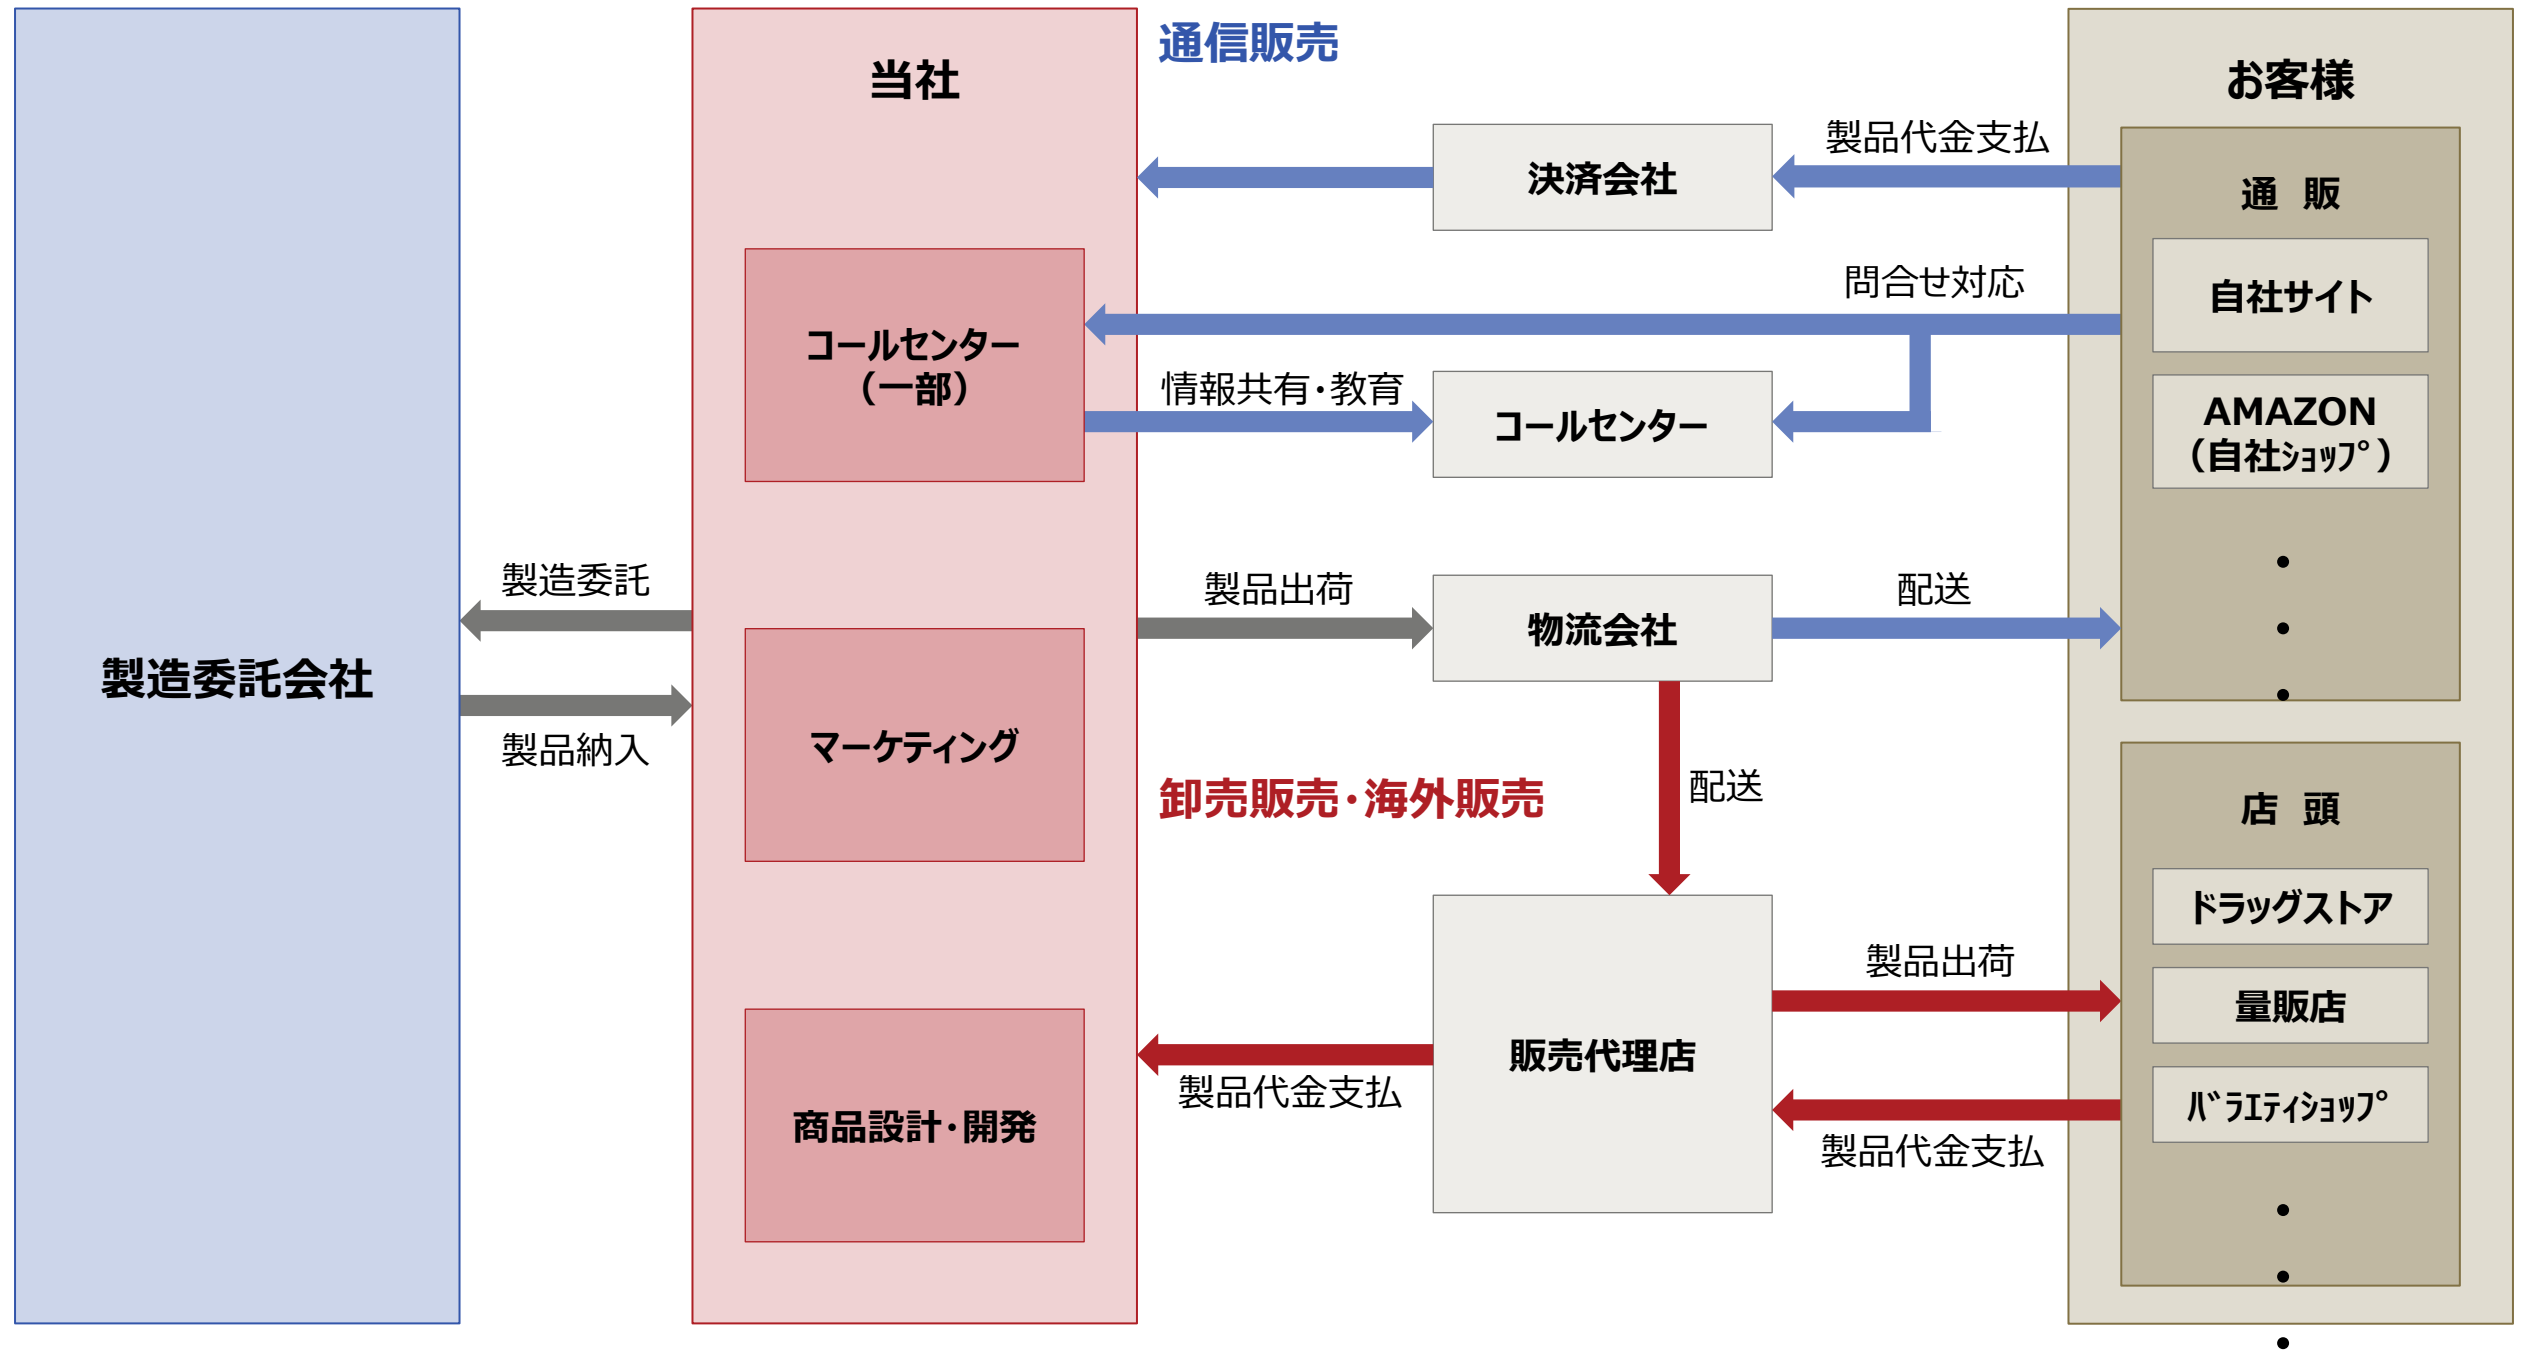 製造委託会社
製造委託
製品納入
当社
コールセンター
（一部）
マーケティング
商品設計・開発
通信販売
決済会社
製品代金支払
問合せ対応
情報共有・教育
コールセンター
製品出荷
物流会社
配送
配送
卸売販売・海外販売
販売代理店
製品出荷
製品代金支払
製品代金支払
お客様
通　販
自社サイト
AMAZON
（自社ｼｮｯﾌﾟ）
・
・
・
店　頭
ドラッグストア
量販店
ﾊﾞﾗｴﾃｨｼｮｯﾌﾟ
・
・
・